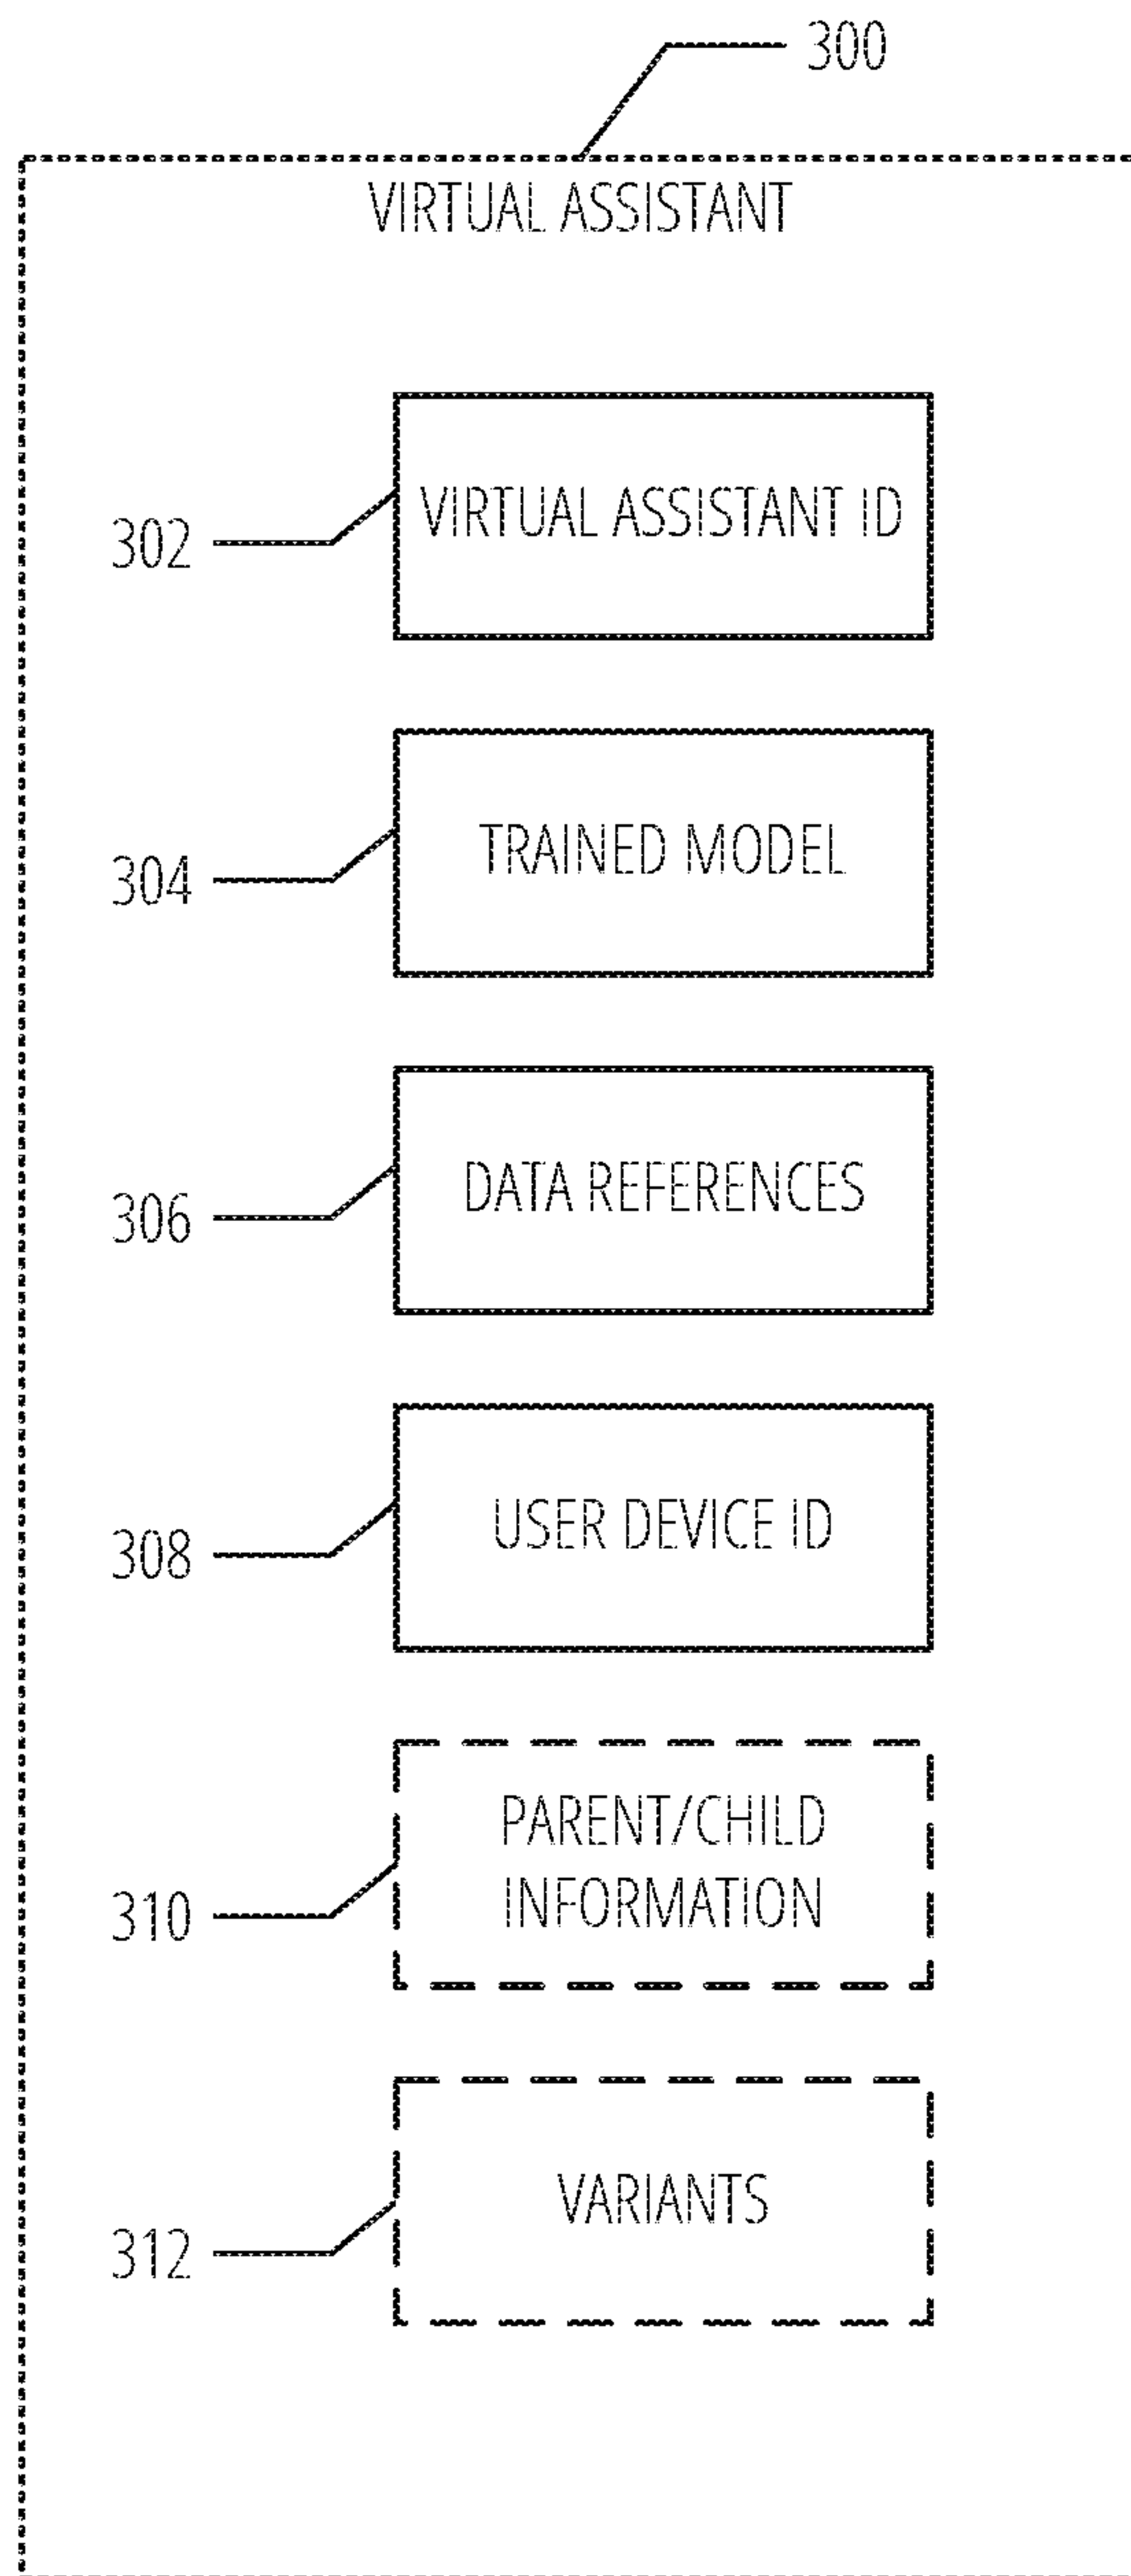 300
VIRTUAL ASSISTANT
302
VIRTUAL ASSISTANT ID
304
TRAINED MODEL
306
DATA REFERENCES
308
USER DEVICE ID
310
PARENT/CHILD
INFORMATION
312
VARIANTS